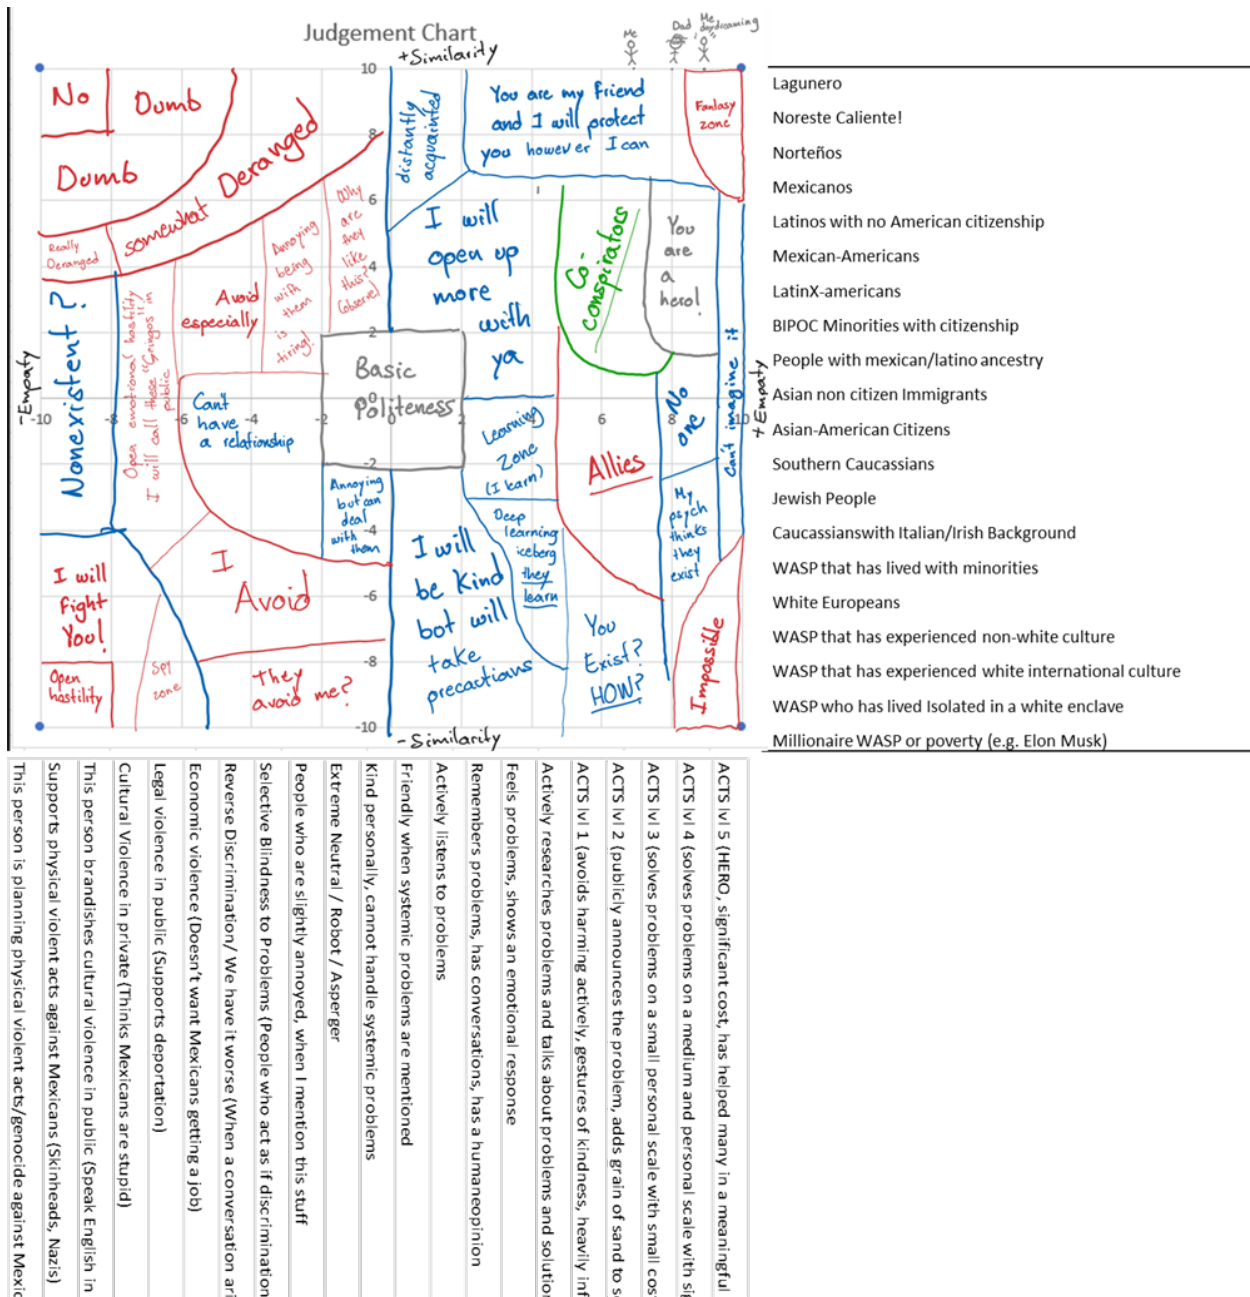 Judgement Chart
+Similarity
Me
Dad
Me
daydreaming
10
8
6
4
2
0
-2
-4
-6
-8
-10
-10
-6
-4
-2
2
4
6
8
10
-Empathy
+Empathy
-Similarity
No
Dumb
Dumb
somewhat Deranged
Really
Deranged
distantly
acquainted
You are my friend
and I will protect
you however I can
Fantasy
zone
Nonexistent?
Open emotional hostility
I will call these "Gringos" in
public
Avoid
especially
Annoying
being
with
them
is
tiring!
Why
are
they
like
this?
(observe)
I will
open up
more
with
ya
Co-
conspirators
You
are
a
hero!
Can't imagine it
Basic
Politeness
Can't
have
a relationship
Learning
zone
(I learn)
Allies
No
one
Annoying
but can
deal
with
them
I will
be kind
bot will
take
precactions
Deep
learning
iceberg
they
learn
My
psych
thinks
they
exist
I will
fight
You!
Open
hostility
Spy
zone
I
Avoid
They
avoid me?
You
Exist?
HOW?
Impossible
Lagunero
Noreste Caliente!
Norteños
Mexicanos
Latinos with no American citizenship
Mexican-Americans
LatinX-americans
BIPOC Minorities with citizenship
People with mexican/latino ancestry
Asian non citizen Immigrants
Asian-American Citizens
Southern Caucassians
Jewish People
Caucassianswith Italian/Irish Background
WASP that has lived with minorities
White Europeans
WASP that has experienced non-white culture
WASP that has experienced white international culture
WASP who has lived Isolated in a white enclave
Millionaire WASP or poverty (e.g. Elon Musk)
This person is planning physical violent acts/genocide against Mexic
Supports physical violent acts against Mexicans (Skinheads, Nazis)
This person brandishes cultural violence in public (Speak English in
Cultural Violence in private (Thinks Mexicans are stupid)
Legal violence in public (Supports deportation)
Economic violence (Doesn't want Mexicans getting a job)
Reverse Discrimination/ We have it worse (When a conversation ari
Selective Blindness to Problems (People who act as if discrimination
People who are slightly annoyed, when I mention this stuff
Extreme Neutral / Robot / Asperger
Kind personally, cannot handle systemic problems
Friendly when systemic problems are mentioned
Actively listens to problems
Remembers problems, has conversations, has a humaneopinion
Feels problems, shows an emotional response
Actively researches problems and talks about problems and solution
ACTS lvl 1 (avoids harming actively, gestures of kindness, heavily inf
ACTS lvl 2 (publicly announces the problem, adds grain of sand to s
ACTS lvl 3 (solves problems on a small personal scale with small cos
ACTS lvl 4 (solves problems on a medium and personal scale with sig
ACTS lvl 5 (HERO, significant cost, has helped many in a meaningful